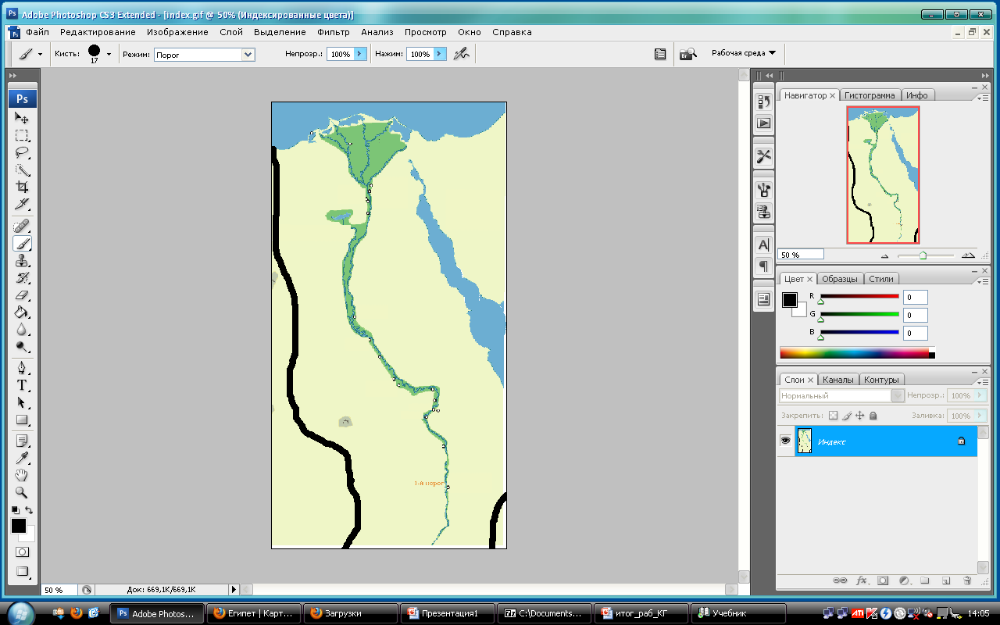 Adobe Photoshop CS3 Extended - [index.gif @ 50% (Индексированные цвета)]
Файл Редактирование Изображение Слой Выделение Фильтр Анализ Просмотр Окно Справка
Кисть: 17 Режим: Порог Непрозр.: 100% Нажим: 100% Рабочая среда
Ps
Навигатор Гистограмма Инфо
50 %
Цвет Образцы Стили
R 0
G 0
B 0
Слои Каналы Контуры
Нормальный Непрозр.: 100%
Закрепить: Заливка: 100%
Индекс
1-й порог
50 % Док: 669,1K/669,1K
Adobe Photos... Египет | Карт... Загрузки Презентация1 C:\Documents... итог_раб_КГ Учебник 14:05